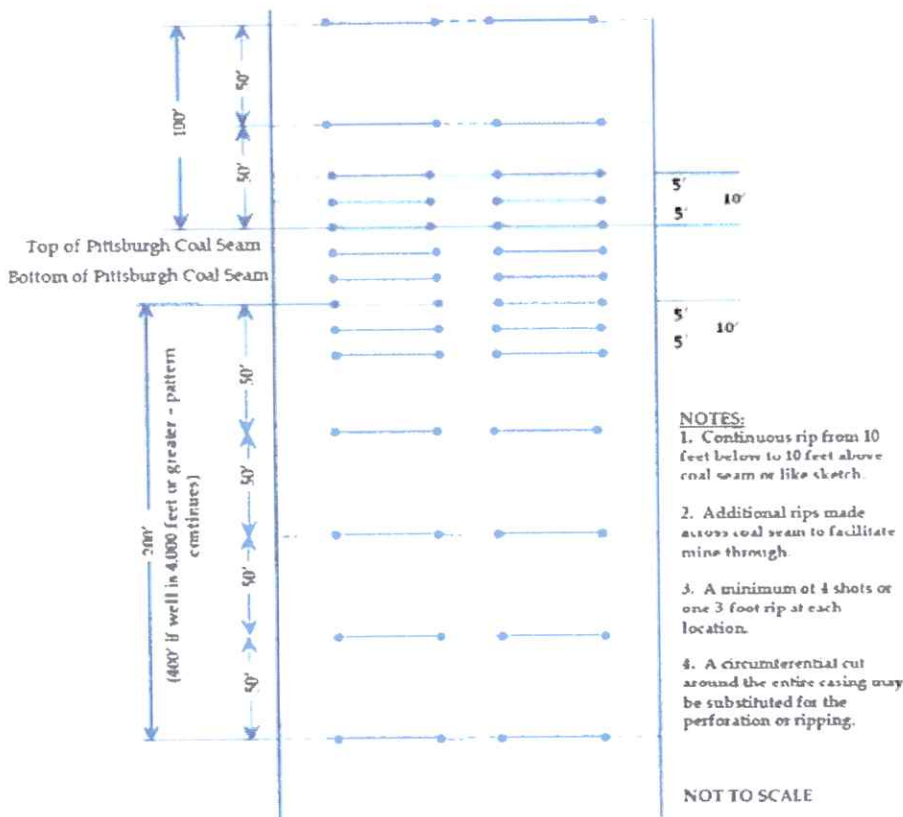 100'
50'
50'
5'
10'
5'
Top of Pittsburgh Coal Seam
Bottom of Pittsburgh Coal Seam
5'
10'
5'
200'
(400' if well is 4,000 feet or greater - pattern
continues)
50'
50'
50'
50'
NOTES:
1. Continuous rip from 10
feet below to 10 feet above
coal seam or like sketch.
2. Additional rips made
across coal seam to facilitate
mine through.
3. A minimum of 4 shots or
one 3 foot rip at each
location.
4. A circumferential cut
around the entire casing may
be substituted for the
perforation or ripping.
NOT TO SCALE